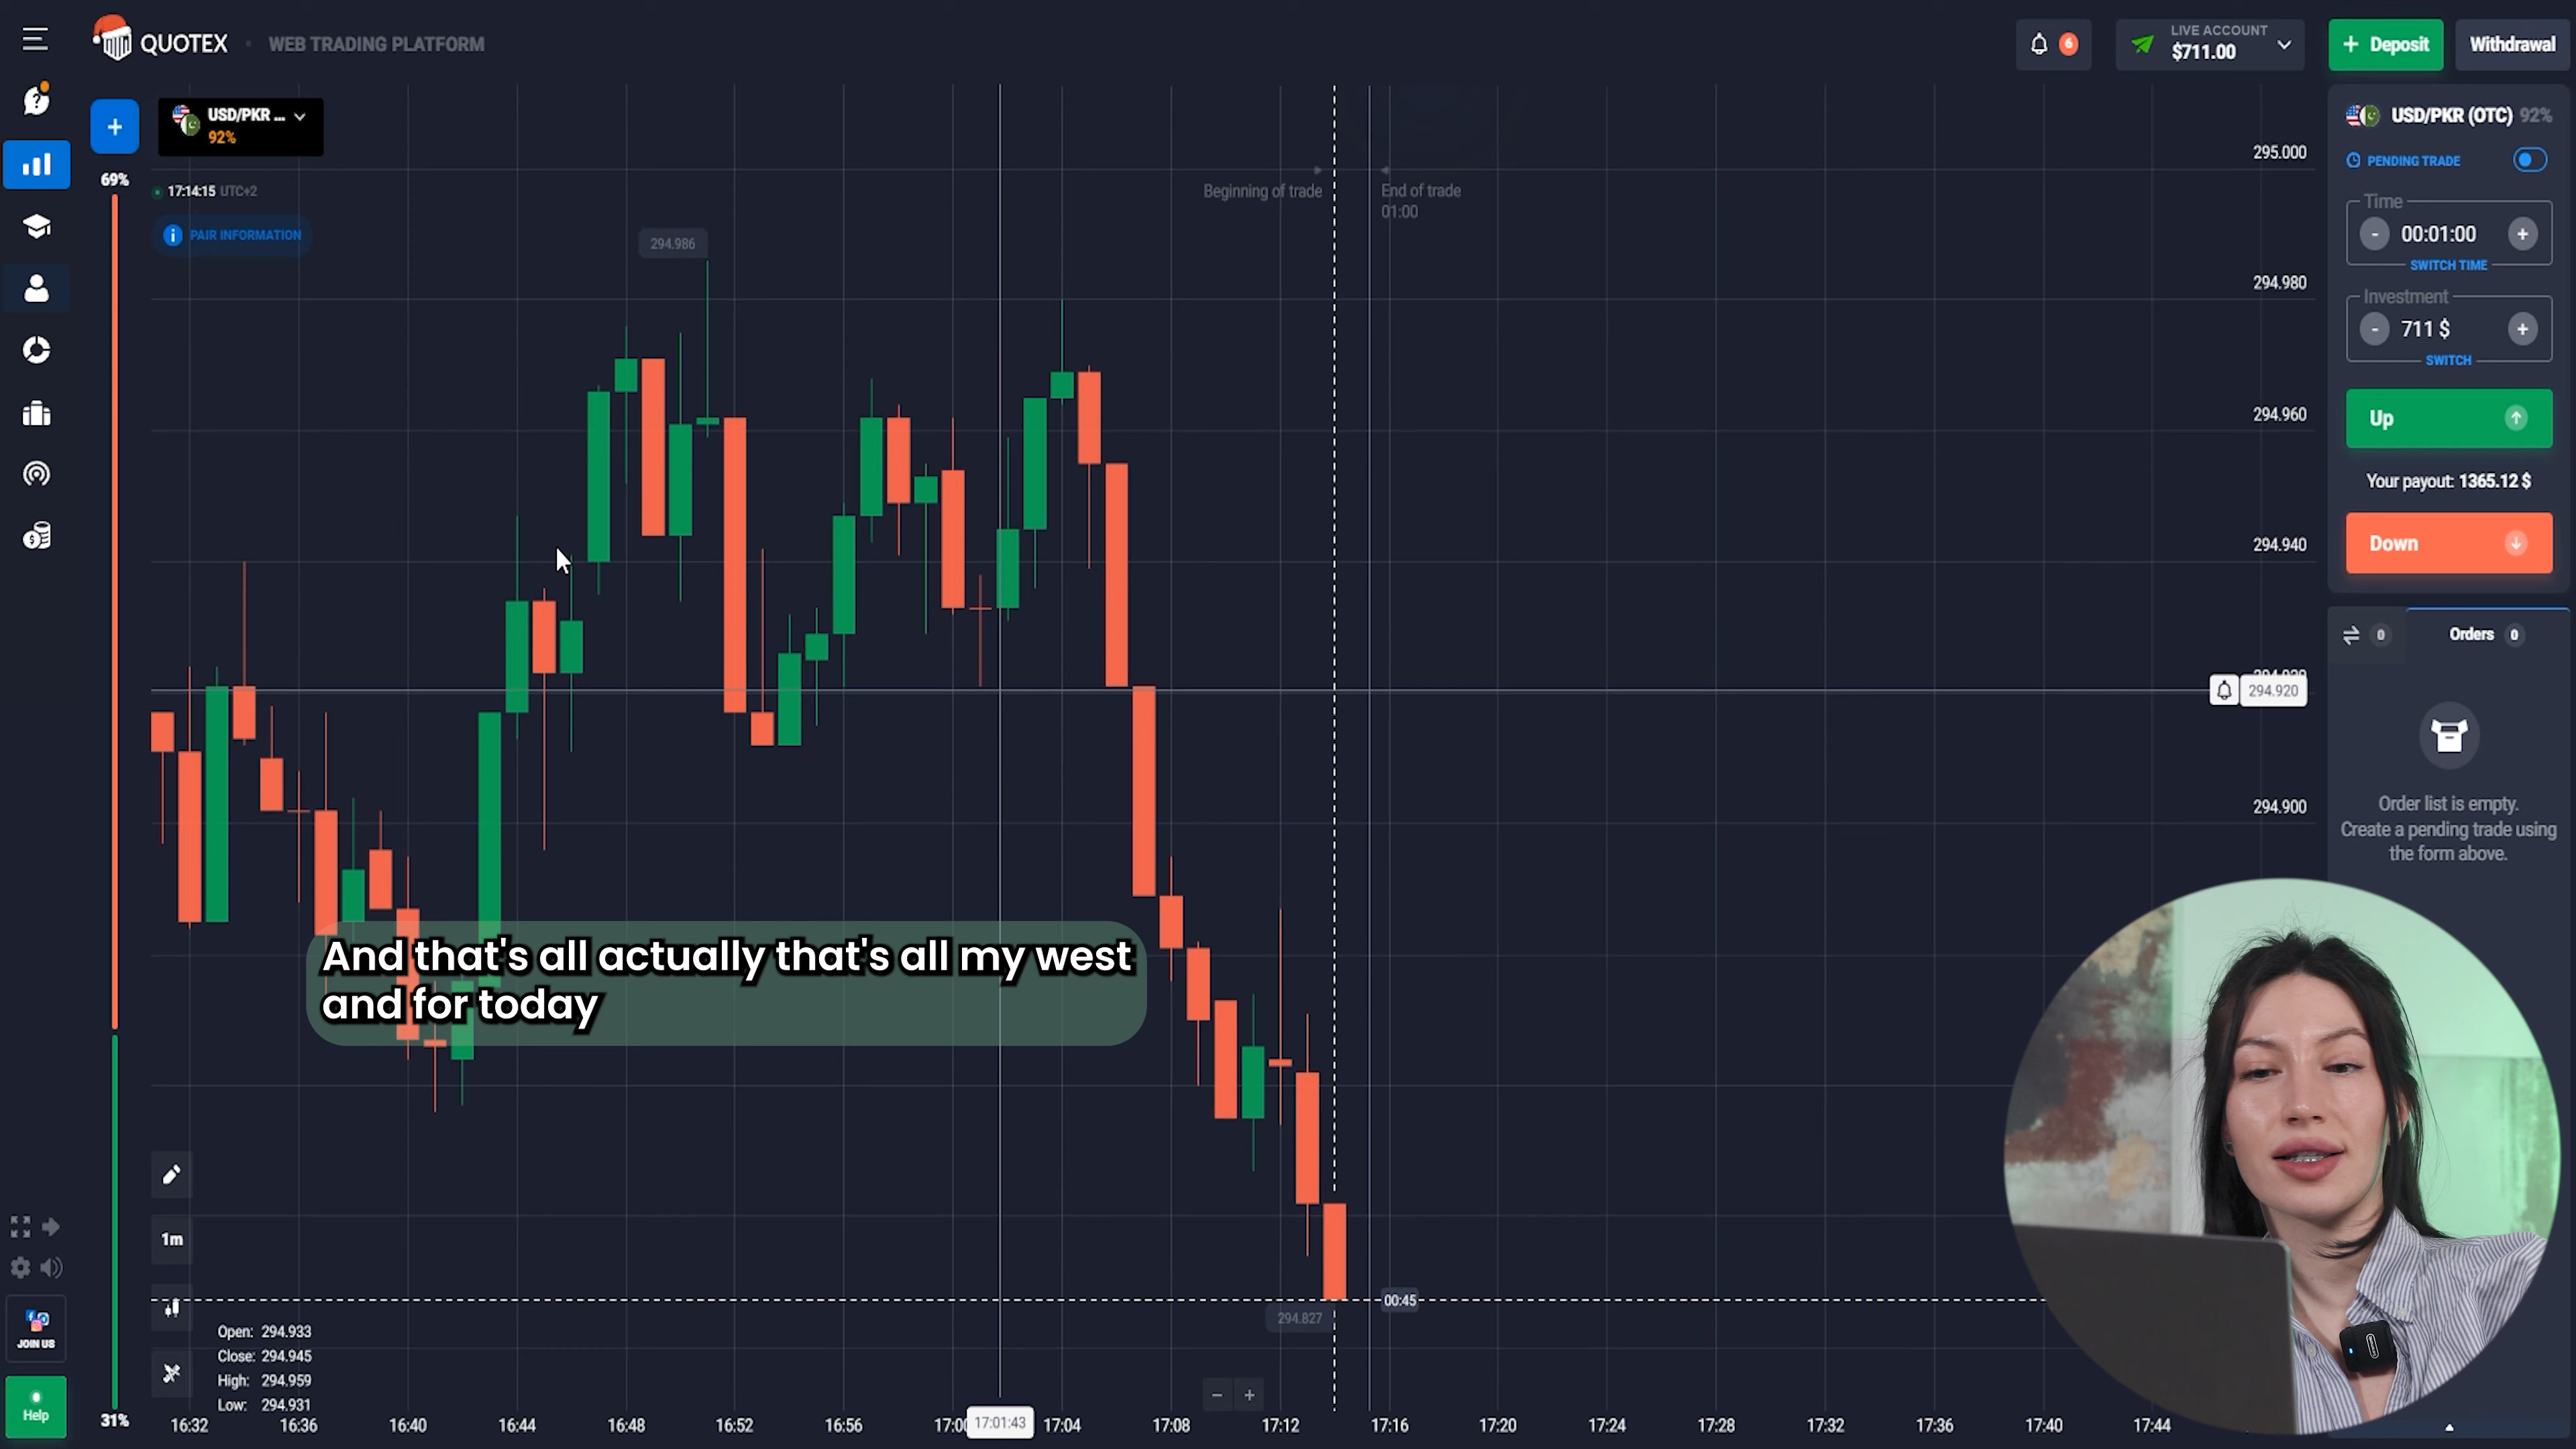 QUOTEX
WEB TRADING PLATFORM
6
LIVE ACCOUNT
$711.00
+ Deposit
Withdrawal
+
USD/PKR ...
92%
69%
17:14:15 UTC+2
PAIR INFORMATION
294.986
Beginning of trade
End of trade
01:00
295.000
294.980
294.960
294.940
294.920
294.900
USD/PKR (OTC) 92%
PENDING TRADE
Time
- 00:01:00 +
SWITCH TIME
Investment
- 711 $ +
SWITCH
Up
Your payout: 1365.12 $
Down
0
Orders 0
Order list is empty.
Create a pending trade using
the form above.
And that's all actually that's all my west
and for today
1m
00:45
294.827
Open: 294.933
Close: 294.945
High: 294.959
Low: 294.931
- +
JOIN US
Help
31%
16:32 16:36 16:40 16:44 16:48 16:52 16:56 17:00 17:01:43 17:04 17:08 17:12 17:16 17:20 17:24 17:28 17:32 17:36 17:40 17:44